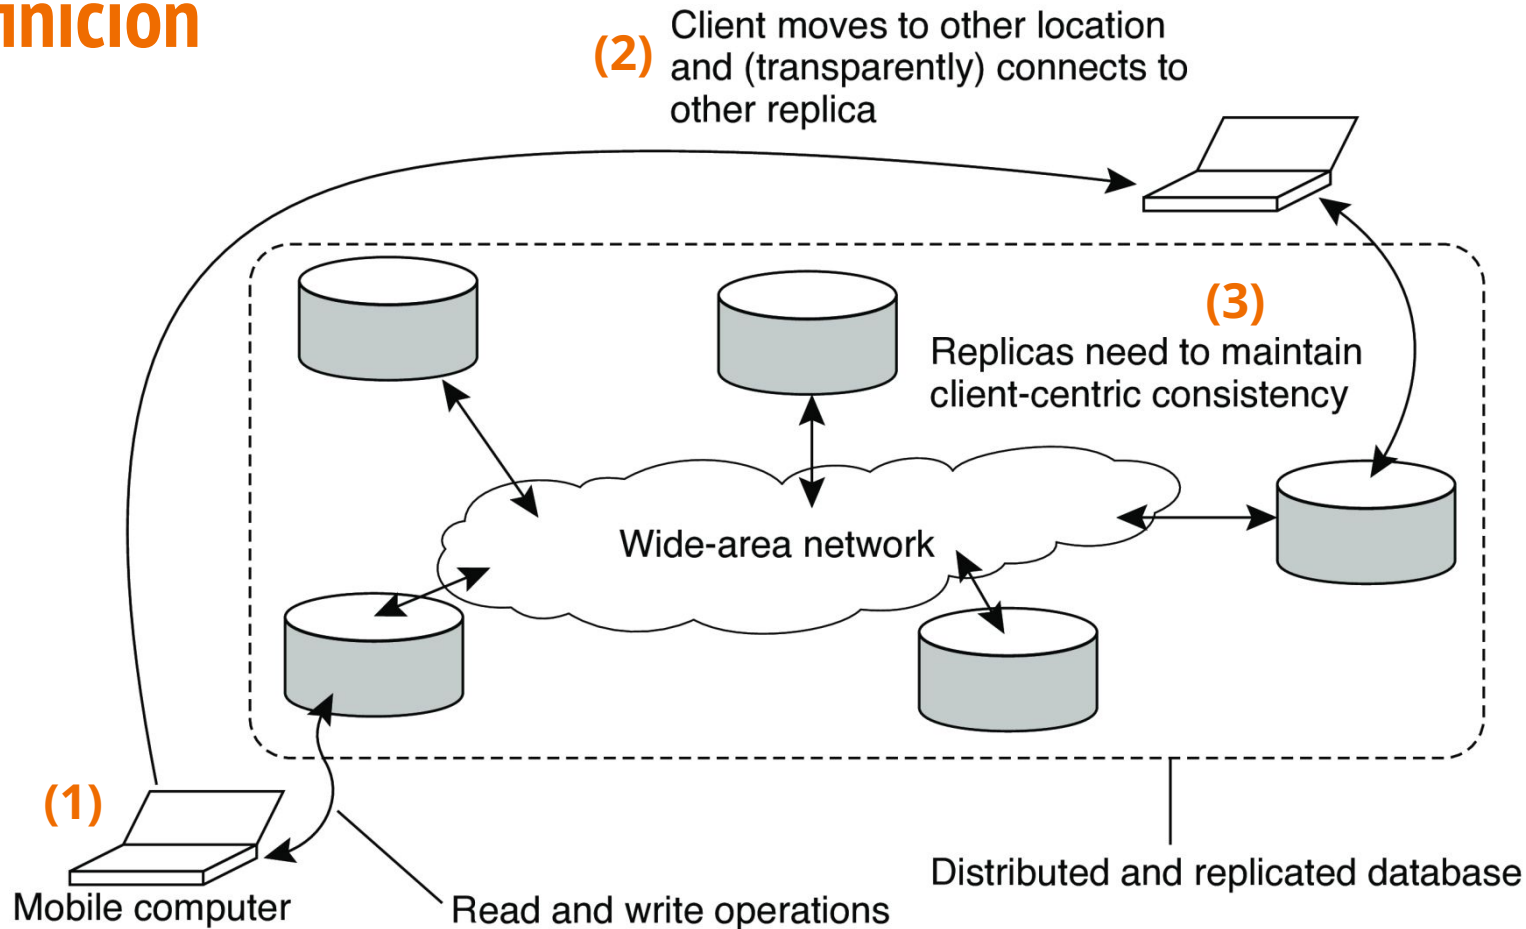 (2)
Client moves to other location
and (transparently) connects to
other replica
(3)
Replicas need to maintain
client-centric consistency
Wide-area network
(1)
Mobile computer
Read and write operations
Distributed and replicated database